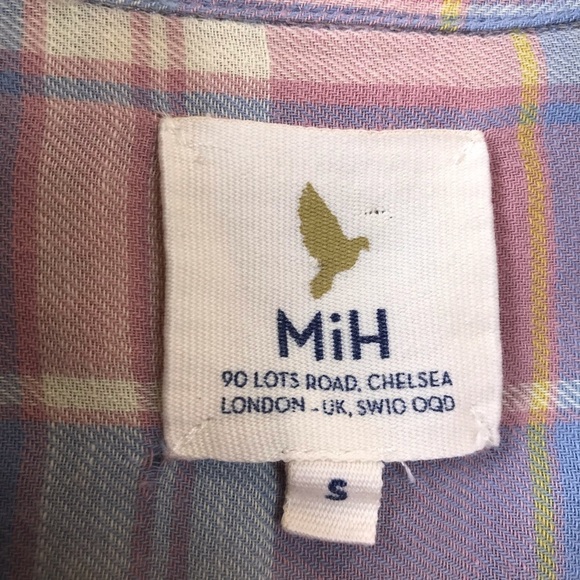 MiH
90 LOTS ROAD, CHELSEA
LONDON - UK, SW10 0QD
S